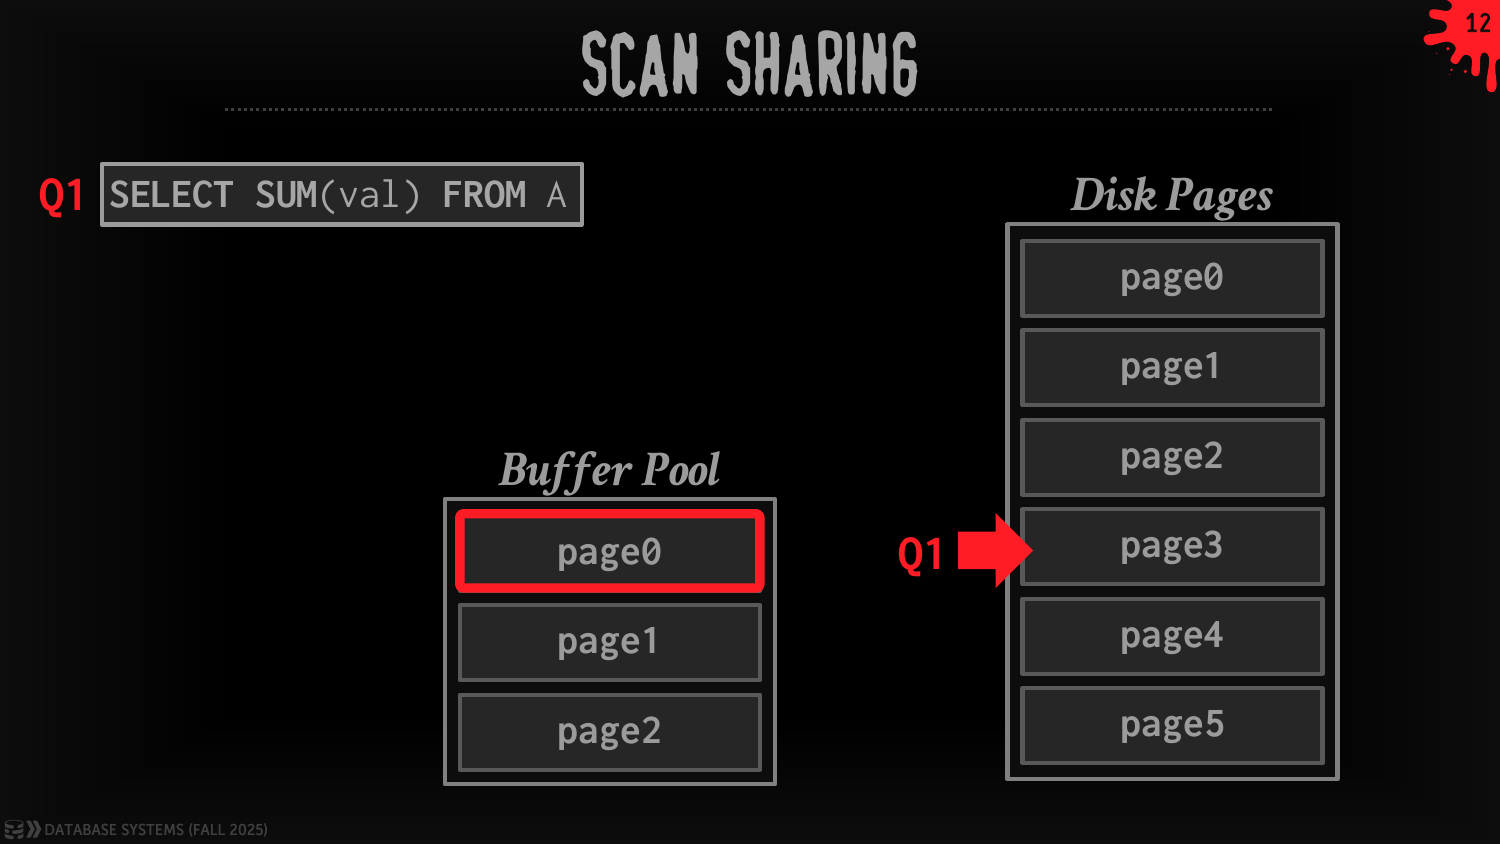 SCAN SHARING
12
Q1 SELECT SUM(val) FROM A
Disk Pages
page0
page1
page2
Q1 page3
page4
page5
Buffer Pool
page0
page1
page2
DATABASE SYSTEMS (FALL 2025)